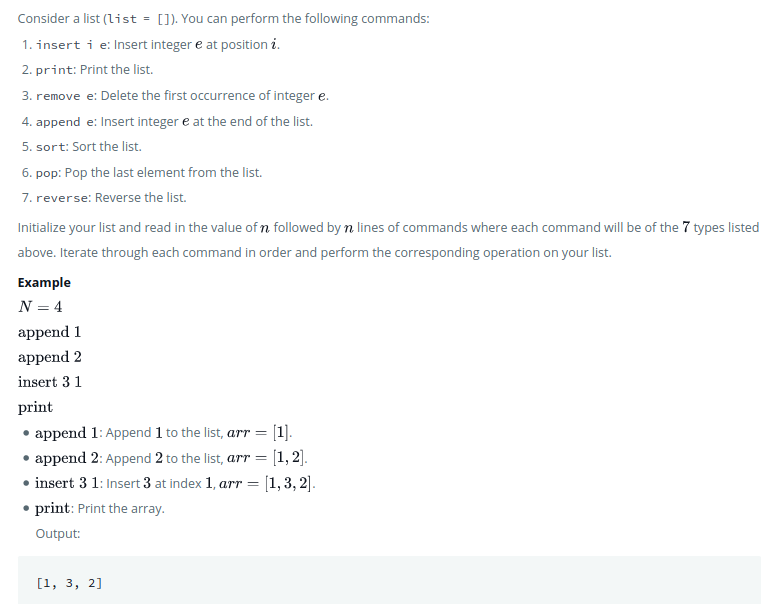 Consider a list (list = []). You can perform the following commands:
1. insert i e: Insert integer e at position i.
2. print: Print the list.
3. remove e: Delete the first occurrence of integer e.
4. append e: Insert integer e at the end of the list.
5. sort: Sort the list.
6. pop: Pop the last element from the list.
7. reverse: Reverse the list.
Initialize your list and read in the value of n followed by n lines of commands where each command will be of the 7 types listed
above. Iterate through each command in order and perform the corresponding operation on your list.
Example
N = 4
append 1
append 2
insert 3 1
print
• append 1: Append 1 to the list, arr = [1].
• append 2: Append 2 to the list, arr = [1, 2].
• insert 3 1: Insert 3 at index 1, arr = [1, 3, 2].
• print: Print the array.
Output:
[1, 3, 2]